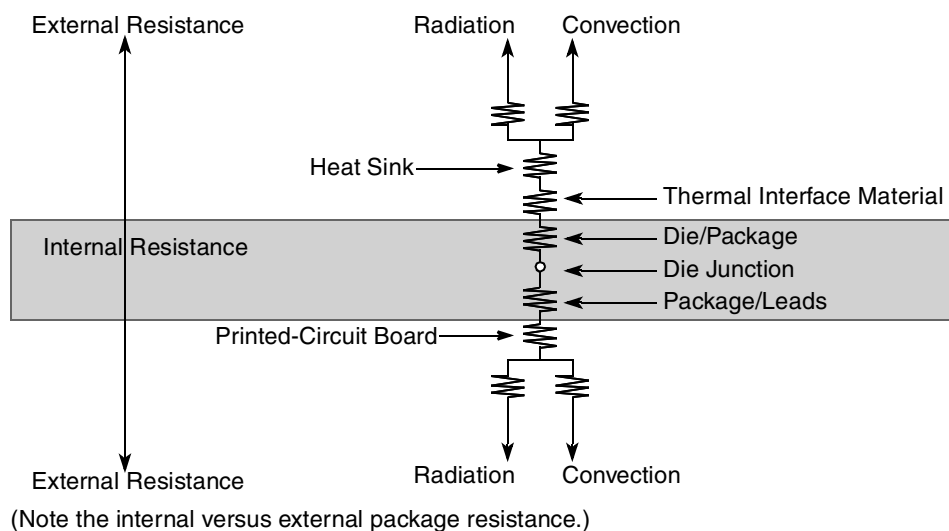 External Resistance
Radiation
Convection
Heat Sink
Thermal Interface Material
Internal Resistance
Die/Package
Die Junction
Package/Leads
Printed-Circuit Board
Radiation
Convection
External Resistance
(Note the internal versus external package resistance.)